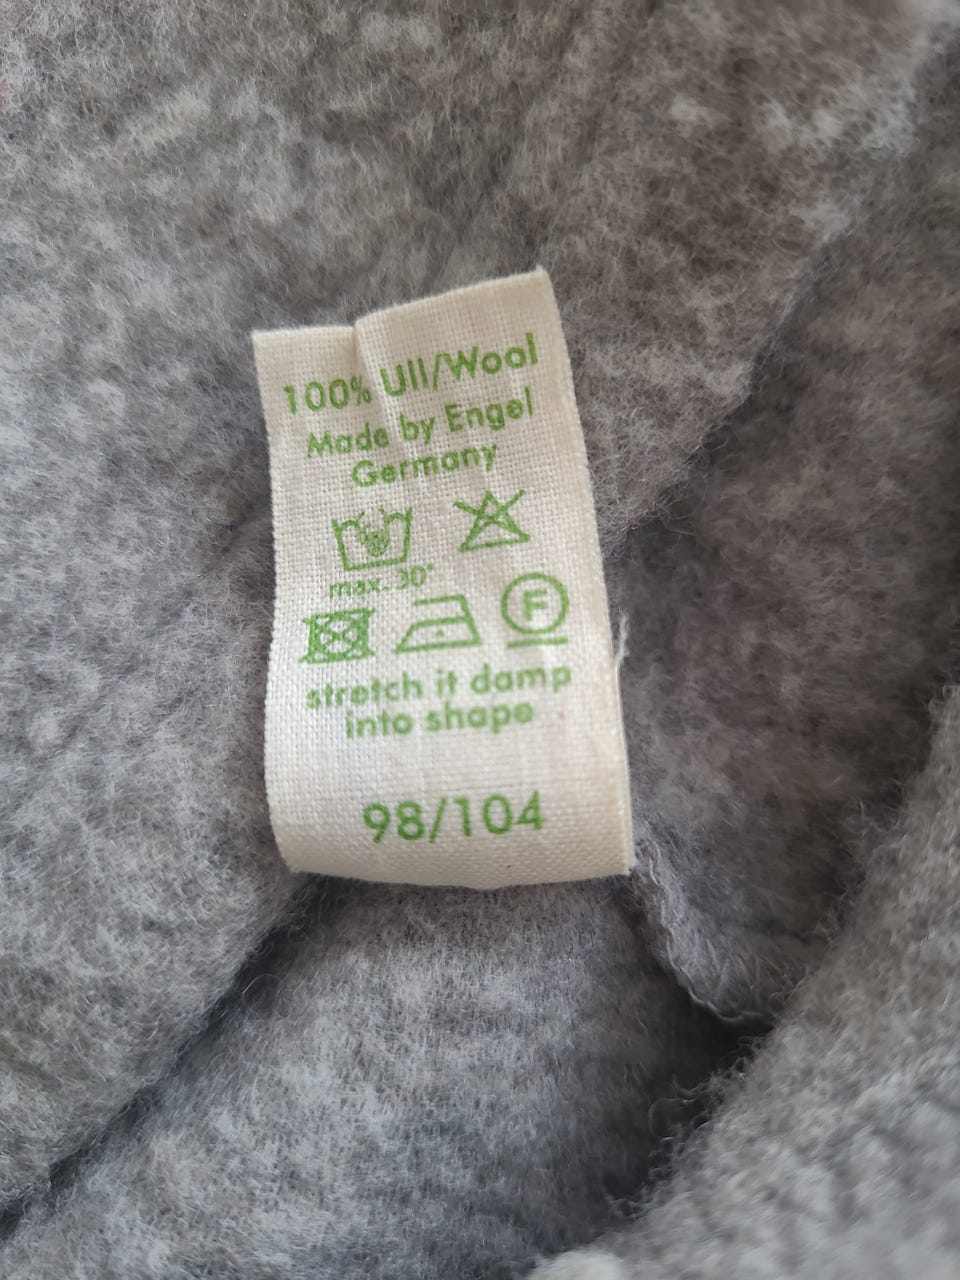 100% Ull/Wool
Made by Engel
Germany
max. 30°
F
stretch it damp
into shape
98/104